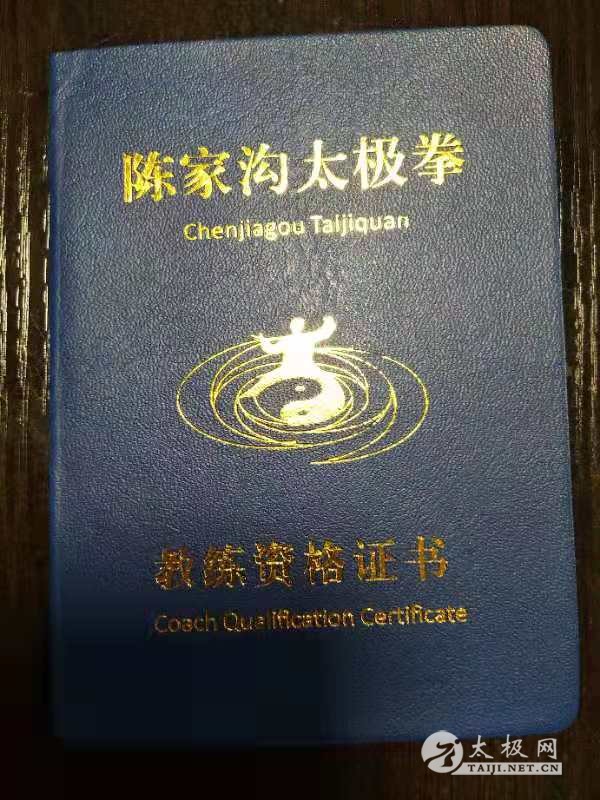 陈家沟太极拳
Chenjiagou Taijiquan
教练资格证书
Coach Qualification Certificate
太极网
TAIJI.NET.CN